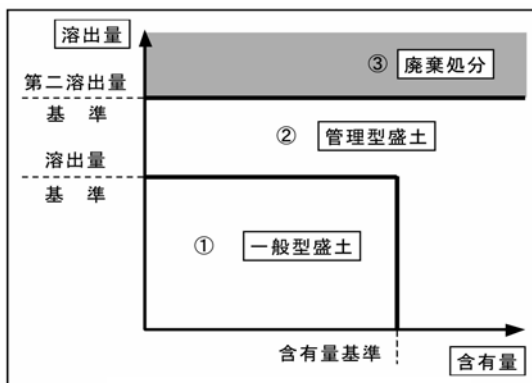 溶出量
③ 廃棄処分
第二溶出量
基 準
② 管理型盛土
溶出量
基 準
① 一般型盛土
含有量基準
含有量